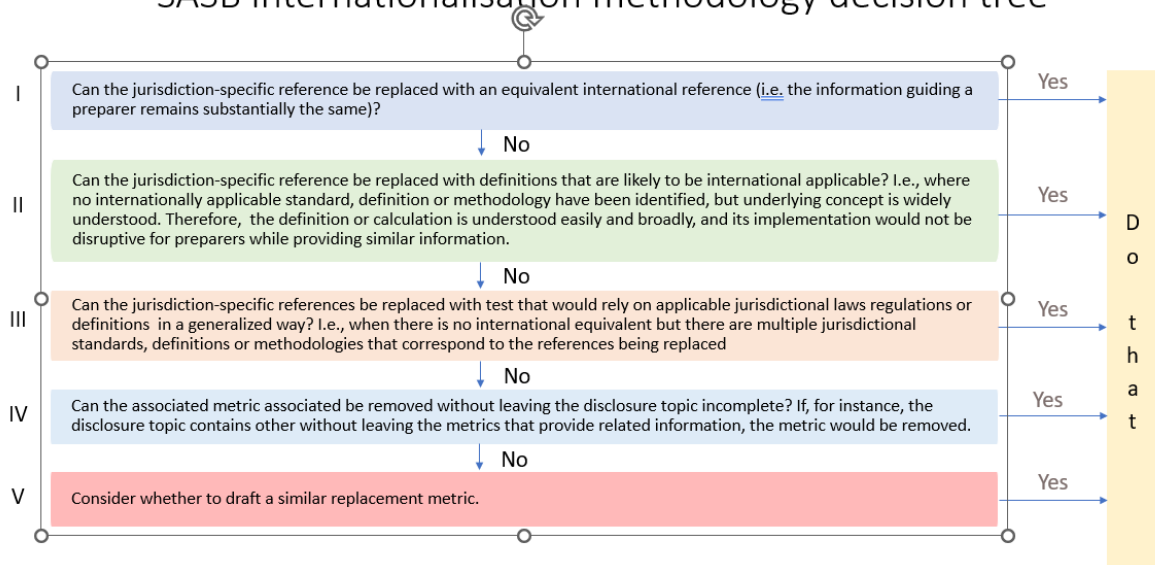 SASB internationalisation methodology decision tree
I
Can the jurisdiction-specific reference be replaced with an equivalent international reference (i.e. the information guiding a
preparer remains substantially the same)?
Yes
No
II
Can the jurisdiction-specific reference be replaced with definitions that are likely to be international applicable? I.e., where
no internationally applicable standard, definition or methodology have been identified, but underlying concept is widely
understood. Therefore,  the definition or calculation is understood easily and broadly, and its implementation would not be
disruptive for preparers while providing similar information.
Yes
No
III
Can the jurisdiction-specific references be replaced with test that would rely on applicable jurisdictional laws regulations or
definitions  in a generalized way? I.e., when there is no international equivalent but there are multiple jurisdictional
standards, definitions or methodologies that correspond to the references being replaced
Yes
No
IV
Can the associated metric associated be removed without leaving the disclosure topic incomplete? If, for instance, the
disclosure topic contains other without leaving the metrics that provide related information, the metric would be removed.
Yes
No
V
Consider whether to draft a similar replacement metric.
Yes
Do that